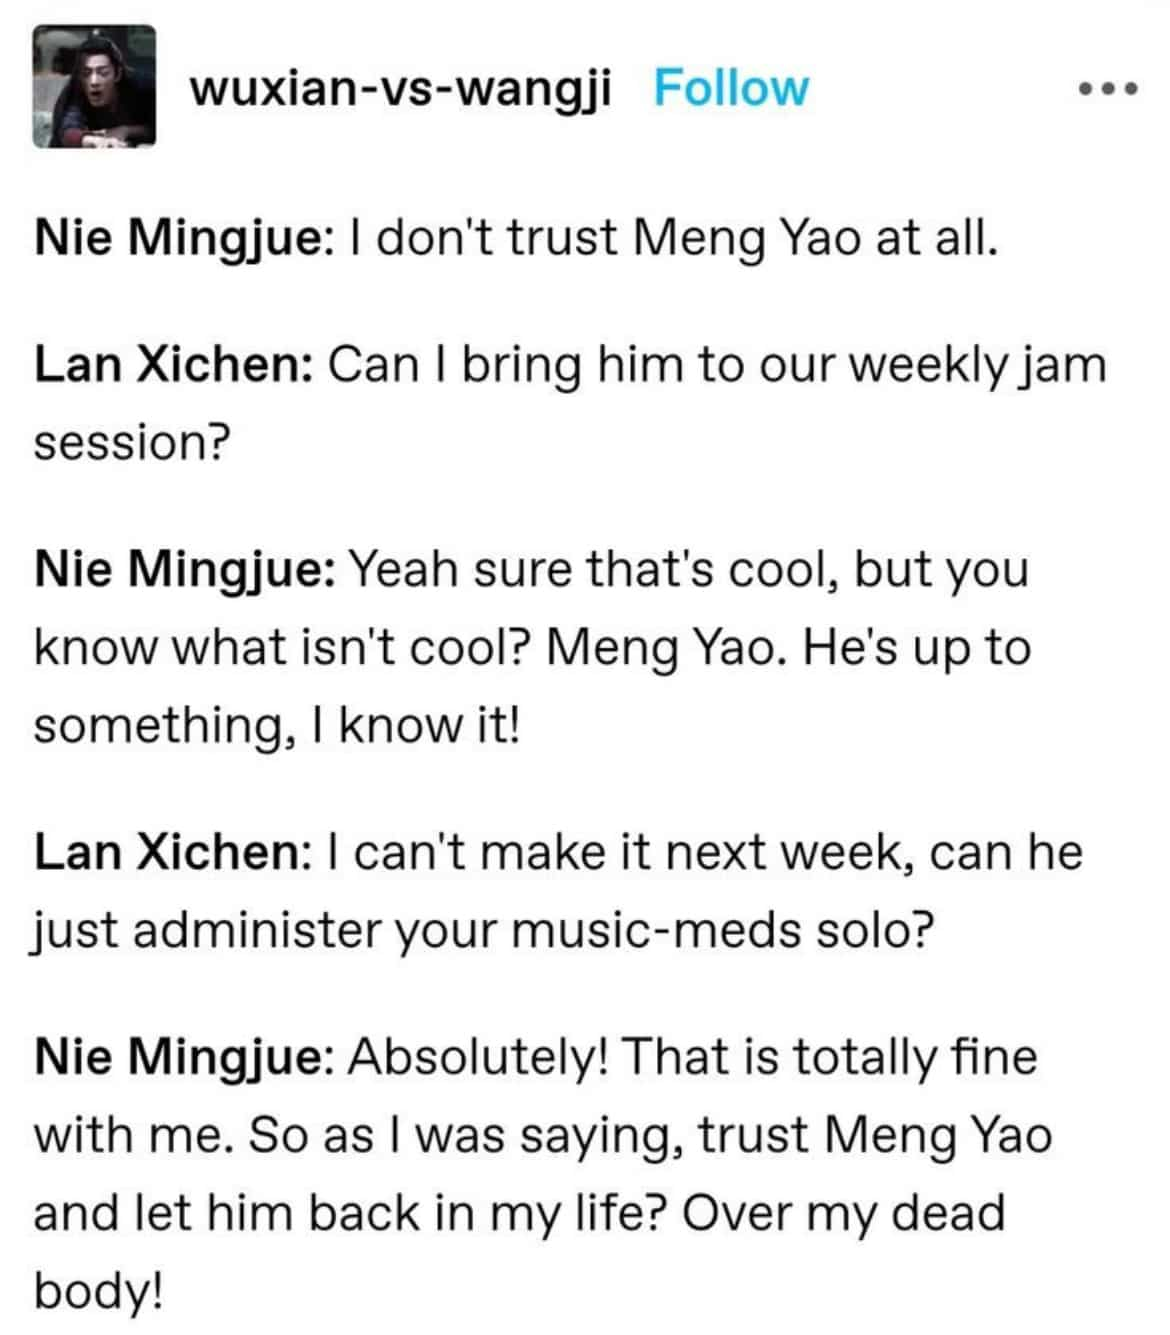 wuxian-vs-wangji Follow
Nie Mingjue: I don't trust Meng Yao at all.
Lan Xichen: Can I bring him to our weekly jam
session?
Nie Mingjue: Yeah sure that's cool, but you
know what isn't cool? Meng Yao. He's up to
something, I know it!
Lan Xichen: I can't make it next week, can he
just administer your music-meds solo?
Nie Mingjue: Absolutely! That is totally fine
with me. So as I was saying, trust Meng Yao
and let him back in my life? Over my dead
body!